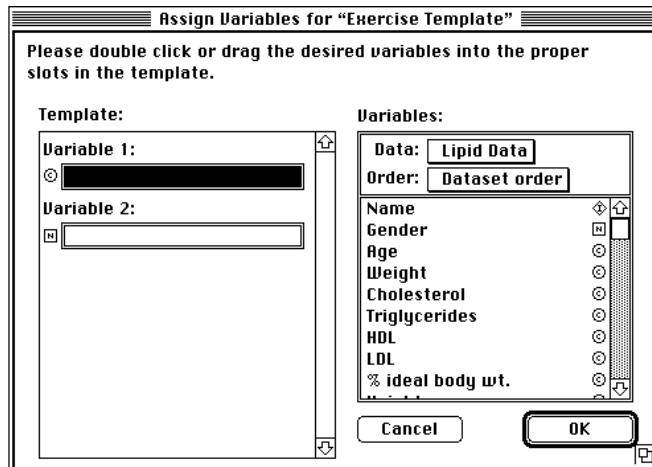 Assign Variables for “Exercise Template”
Please double click or drag the desired variables into the proper
slots in the template.
Template:
Variable 1:
C
Variable 2:
N
Variables:
Data: Lipid Data
Order: Dataset order
Name I
Gender N
Age C
Weight C
Cholesterol C
Triglycerides C
HDL C
LDL C
% ideal body wt. C
Cancel
OK